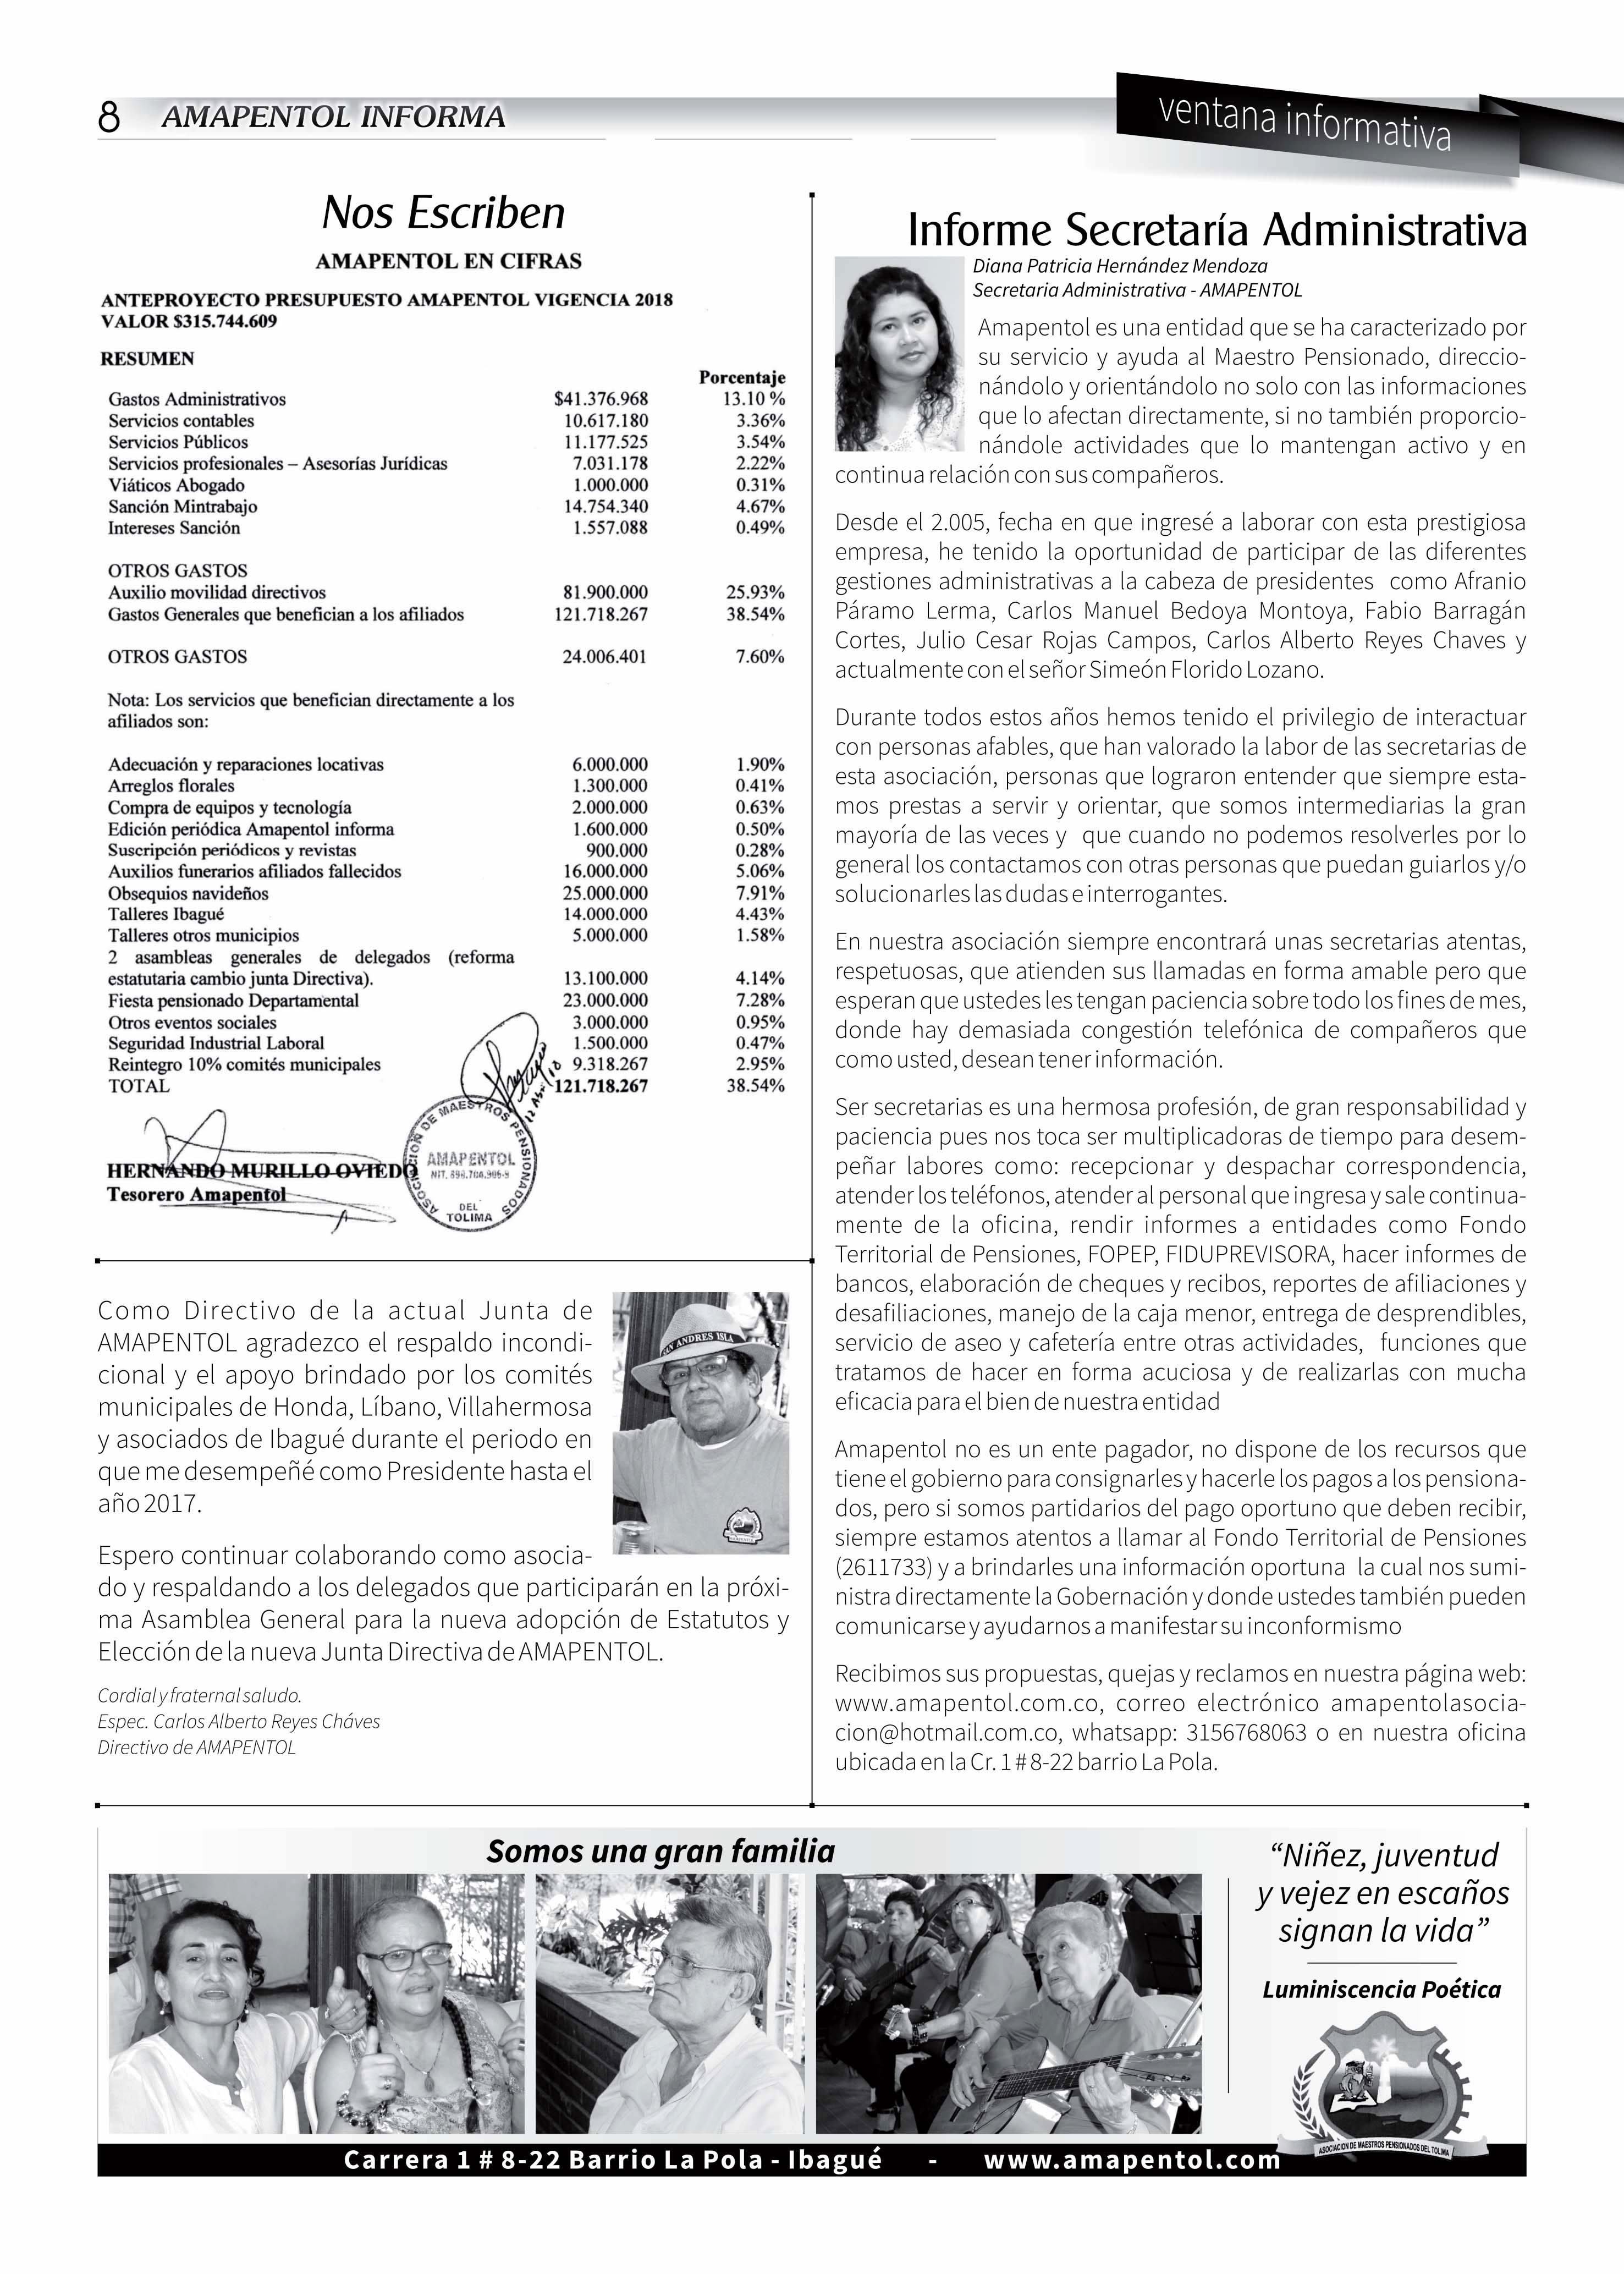 8 AMAPENTOL INFORMA
ventana informativa
Nos Escriben
AMAPENTOL EN CIFRAS
ANTEPROYECTO PRESUPUESTO AMAPENTOL VIGENCIA 2018
VALOR $315.744.609
RESUMEN
Porcentaje
Gastos Administrativos $41.376.968 13.10 %
Servicios contables 10.617.180 3.36%
Servicios Públicos 11.177.525 3.54%
Servicios profesionales – Asesorías Jurídicas 7.031.178 2.22%
Viáticos Abogado 1.000.000 0.31%
Sanción Mintrabajo 14.754.340 4.67%
Intereses Sanción 1.557.088 0.49%
OTROS GASTOS
Auxilio movilidad directivos 81.900.000 25.93%
Gastos Generales que benefician a los afiliados 121.718.267 38.54%
OTROS GASTOS 24.006.401 7.60%
Nota: Los servicios que benefician directamente a los
afiliados son:
Adecuación y reparaciones locativas 6.000.000 1.90%
Arreglos florales 1.300.000 0.41%
Compra de equipos y tecnología 2.000.000 0.63%
Edición periódica Amapentol informa 1.600.000 0.50%
Suscripción periódicos y revistas 900.000 0.28%
Auxilios funerarios afiliados fallecidos 16.000.000 5.06%
Obsequios navideños 25.000.000 7.91%
Talleres Ibagué 14.000.000 4.43%
Talleres otros municipios 5.000.000 1.58%
2 asambleas generales de delegados (reforma
estatutaria cambio junta Directiva). 13.100.000 4.14%
Fiesta pensionado Departamental 23.000.000 7.28%
Otros eventos sociales 3.000.000 0.95%
Seguridad Industrial Laboral 1.500.000 0.47%
Reintegro 10% comités municipales 9.318.267 2.95%
TOTAL 121.718.267 38.54%
HERNANDO MURILLO OVIEDO
Tesorero Amapentol
ASOCIACIÓN DE MAESTROS PENSIONADOS
AMAPENTOL
DEL
TOLIMA
Como Directivo de la actual Junta de
AMAPENTOL agradezco el respaldo incondi-
cional y el apoyo brindado por los comités
municipales de Honda, Líbano, Villahermosa
y asociados de Ibagué durante el periodo en
que me desempeñé como Presidente hasta el
año 2017.
SAN ANDRES ISLA
Espero continuar colaborando como asocia-
do y respaldando a los delegados que participarán en la próxi-
ma Asamblea General para la nueva adopción de Estatutos y
Elección de la nueva Junta Directiva de AMAPENTOL.
Cordial y fraternal saludo.
Espec. Carlos Alberto Reyes Cháves
Directivo de AMAPENTOL
Informe Secretaría Administrativa
Diana Patricia Hernández Mendoza
Secretaria Administrativa - AMAPENTOL
Amapentol es una entidad que se ha caracterizado por
su servicio y ayuda al Maestro Pensionado, direccio-
nándolo y orientándolo no solo con las informaciones
que lo afectan directamente, si no también proporcio-
nándole actividades que lo mantengan activo y en
continua relación con sus compañeros.
Desde el 2.005, fecha en que ingresé a laborar con esta prestigiosa
empresa, he tenido la oportunidad de participar de las diferentes
gestiones administrativas a la cabeza de presidentes como Afranio
Páramo Lerma, Carlos Manuel Bedoya Montoya, Fabio Barragán
Cortes, Julio Cesar Rojas Campos, Carlos Alberto Reyes Chaves y
actualmente con el señor Simeón Florido Lozano.
Durante todos estos años hemos tenido el privilegio de interactuar
con personas afables, que han valorado la labor de las secretarias de
esta asociación, personas que lograron entender que siempre esta-
mos prestas a servir y orientar, que somos intermediarias la gran
mayoría de las veces y que cuando no podemos resolverles por lo
general los contactamos con otras personas que puedan guiarlos y/o
solucionarles las dudas e interrogantes.
En nuestra asociación siempre encontrará unas secretarias atentas,
respetuosas, que atienden sus llamadas en forma amable pero que
esperan que ustedes les tengan paciencia sobre todo los fines de mes,
donde hay demasiada congestión telefónica de compañeros que
como usted, desean tener información.
Ser secretarias es una hermosa profesión, de gran responsabilidad y
paciencia pues nos toca ser multiplicadoras de tiempo para desem-
peñar labores como: recepcionar y despachar correspondencia,
atender los teléfonos, atender al personal que ingresa y sale continua-
mente de la oficina, rendir informes a entidades como Fondo
Territorial de Pensiones, FOPEP, FIDUPREVISORA, hacer informes de
bancos, elaboración de cheques y recibos, reportes de afiliaciones y
desafiliaciones, manejo de la caja menor, entrega de desprendibles,
servicio de aseo y cafetería entre otras actividades, funciones que
tratamos de hacer en forma acuciosa y de realizarlas con mucha
eficacia para el bien de nuestra entidad
Amapentol no es un ente pagador, no dispone de los recursos que
tiene el gobierno para consignarles y hacerle los pagos a los pensiona-
dos, pero si somos partidarios del pago oportuno que deben recibir,
siempre estamos atentos a llamar al Fondo Territorial de Pensiones
(2611733) y a brindarles una información oportuna la cual nos sumi-
nistra directamente la Gobernación y donde ustedes también pueden
comunicarse y ayudarnos a manifestar su inconformismo
Recibimos sus propuestas, quejas y reclamos en nuestra página web:
www.amapentol.com.co, correo electrónico amapentolasocia-
cion@hotmail.com.co, whatsapp: 3156768063 o en nuestra oficina
ubicada en la Cr. 1 # 8-22 barrio La Pola.
Somos una gran familia
“Niñez, juventud
y vejez en escaños
signan la vida”
Luminiscencia Poética
ASOCIACION DE MAESTROS PENSIONADOS DEL TOLIMA
Carrera 1 # 8-22 Barrio La Pola - Ibagué - www.amapentol.com